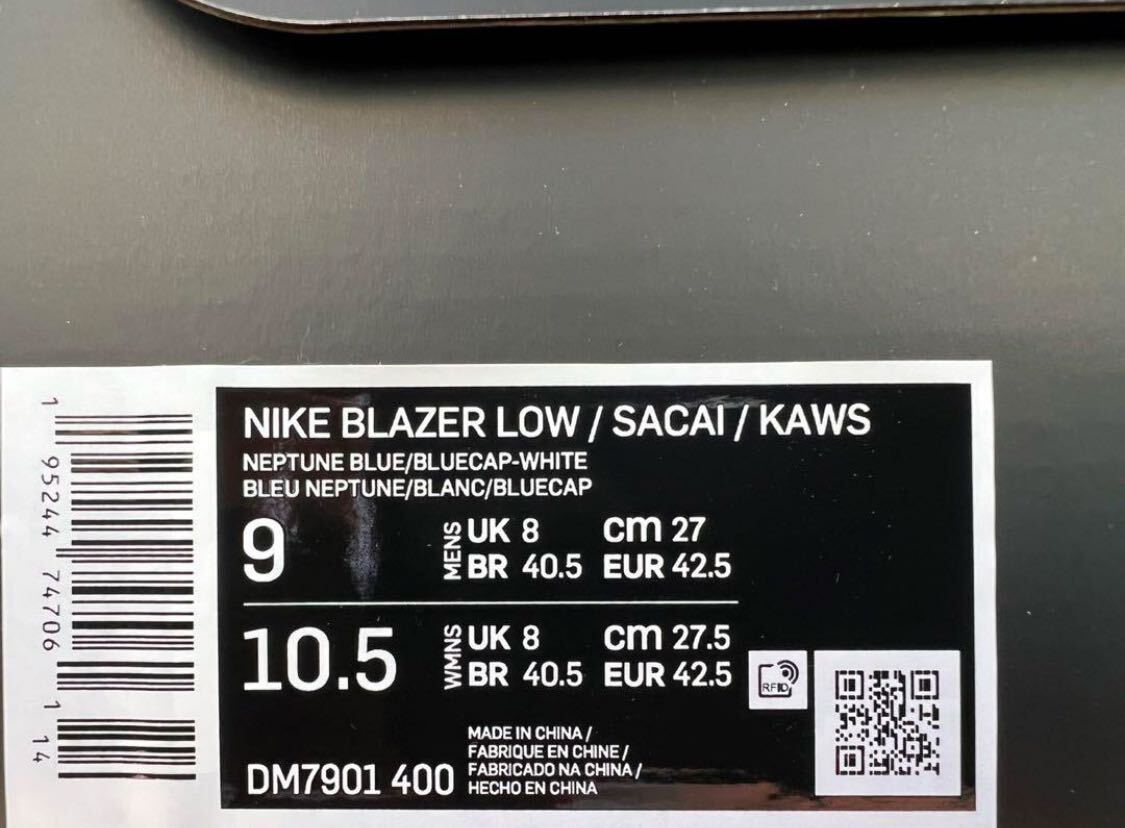 NIKE BLAZER LOW / SACAI / KAWS
NEPTUNE BLUE/BLUECAP-WHITE
BLEU NEPTUNE/BLANC/BLUECAP
9 MENS UK 8 cm 27
BR 40.5 EUR 42.5
10.5 WMNS UK 8 cm 27.5
BR 40.5 EUR 42.5
RFID
MADE IN CHINA /
FABRIQUE EN CHINE /
FABRICADO NA CHINA /
HECHO EN CHINA
DM7901 400
1 95244 74706 1 14